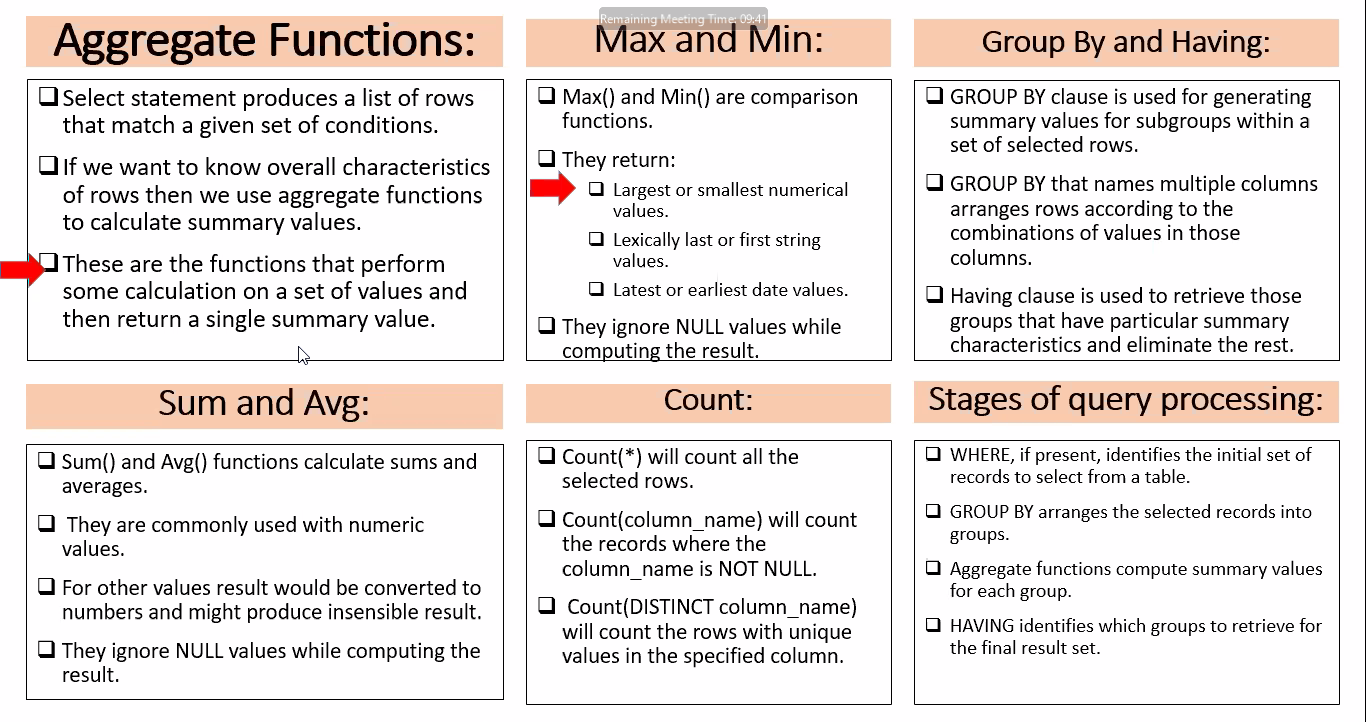 Remaining Meeting Time: 09:41
Aggregate Functions:
Select statement produces a list of rows
that match a given set of conditions.
If we want to know overall characteristics
of rows then we use aggregate functions
to calculate summary values.
These are the functions that perform
some calculation on a set of values and
then return a single summary value.
Max and Min:
Max() and Min() are comparison
functions.
They return:
Largest or smallest numerical
values.
Lexically last or first string
values.
Latest or earliest date values.
They ignore NULL values while
computing the result.
Group By and Having:
GROUP BY clause is used for generating
summary values for subgroups within a
set of selected rows.
GROUP BY that names multiple columns
arranges rows according to the
combinations of values in those
columns.
Having clause is used to retrieve those
groups that have particular summary
characteristics and eliminate the rest.
Sum and Avg:
Sum() and Avg() functions calculate sums and
averages.
They are commonly used with numeric
values.
For other values result would be converted to
numbers and might produce insensible result.
They ignore NULL values while computing the
result.
Count:
Count(*) will count all the
selected rows.
Count(column_name) will count
the records where the
column_name is NOT NULL.
Count(DISTINCT column_name)
will count the rows with unique
values in the specified column.
Stages of query processing:
WHERE, if present, identifies the initial set of
records to select from a table.
GROUP BY arranges the selected records into
groups.
Aggregate functions compute summary values
for each group.
HAVING identifies which groups to retrieve for
the final result set.